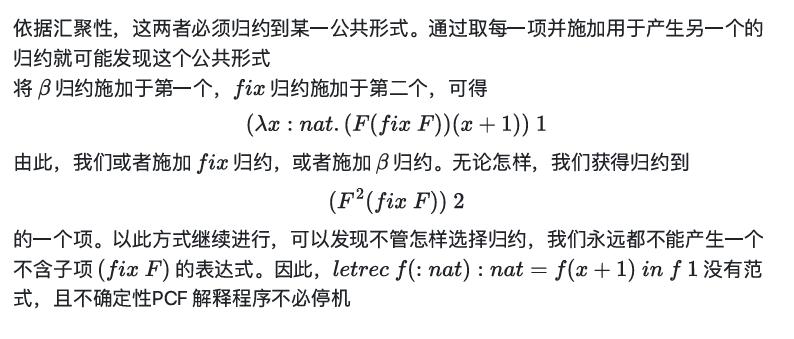 依据汇聚性，这两者必须归约到某一公共形式。通过取每一项并施加用于产生另一个的
归约就可能发现这个公共形式
将 β 归约施加于第一个，fix 归约施加于第二个，可得
(λx : nat. (F(fix F))(x + 1)) 1
由此，我们或者施加 fix 归约，或者施加 β 归约。无论怎样，我们获得归约到
(F²(fix F)) 2
的一个项。以此方式继续进行，可以发现不管怎样选择归约，我们永远都不能产生一个
不含子项 (fix F) 的表达式。因此，letrec f(: nat) : nat = f(x + 1) in f 1 没有范
式，且不确定性PCF 解释程序不必停机